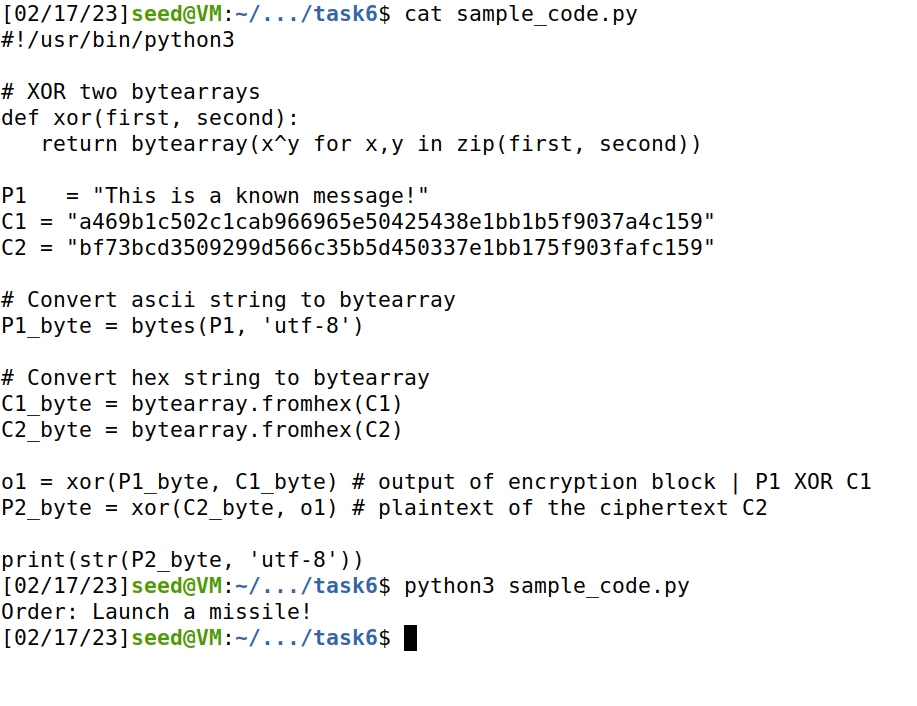 [02/17/23]seed@VM:~/.../task6$ cat sample_code.py
#!/usr/bin/python3
# XOR two bytearrays
def xor(first, second):
   return bytearray(x^y for x,y in zip(first, second))
P1   = "This is a known message!"
C1 = "a469b1c502c1cab966965e50425438e1bb1b5f9037a4c159"
C2 = "bf73bcd3509299d566c35b5d450337e1bb175f903fafc159"
# Convert ascii string to bytearray
P1_byte = bytes(P1, 'utf-8')
# Convert hex string to bytearray
C1_byte = bytearray.fromhex(C1)
C2_byte = bytearray.fromhex(C2)
o1 = xor(P1_byte, C1_byte) # output of encryption block | P1 XOR C1
P2_byte = xor(C2_byte, o1) # plaintext of the ciphertext C2
print(str(P2_byte, 'utf-8'))
[02/17/23]seed@VM:~/.../task6$ python3 sample_code.py
Order: Launch a missile!
[02/17/23]seed@VM:~/.../task6$